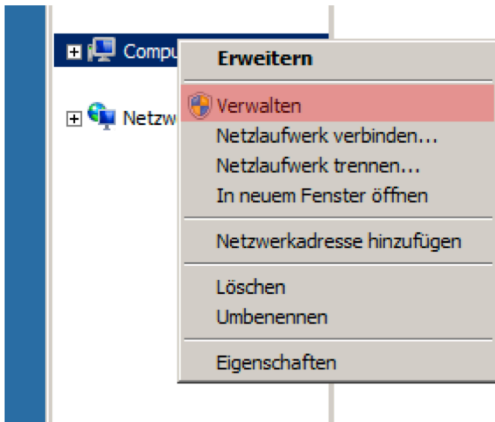 Compu
Erweitern
Netzw
Verwalten
Netzlaufwerk verbinden...
Netzlaufwerk trennen...
In neuem Fenster öffnen
Netzwerkadresse hinzufügen
Löschen
Umbenennen
Eigenschaften